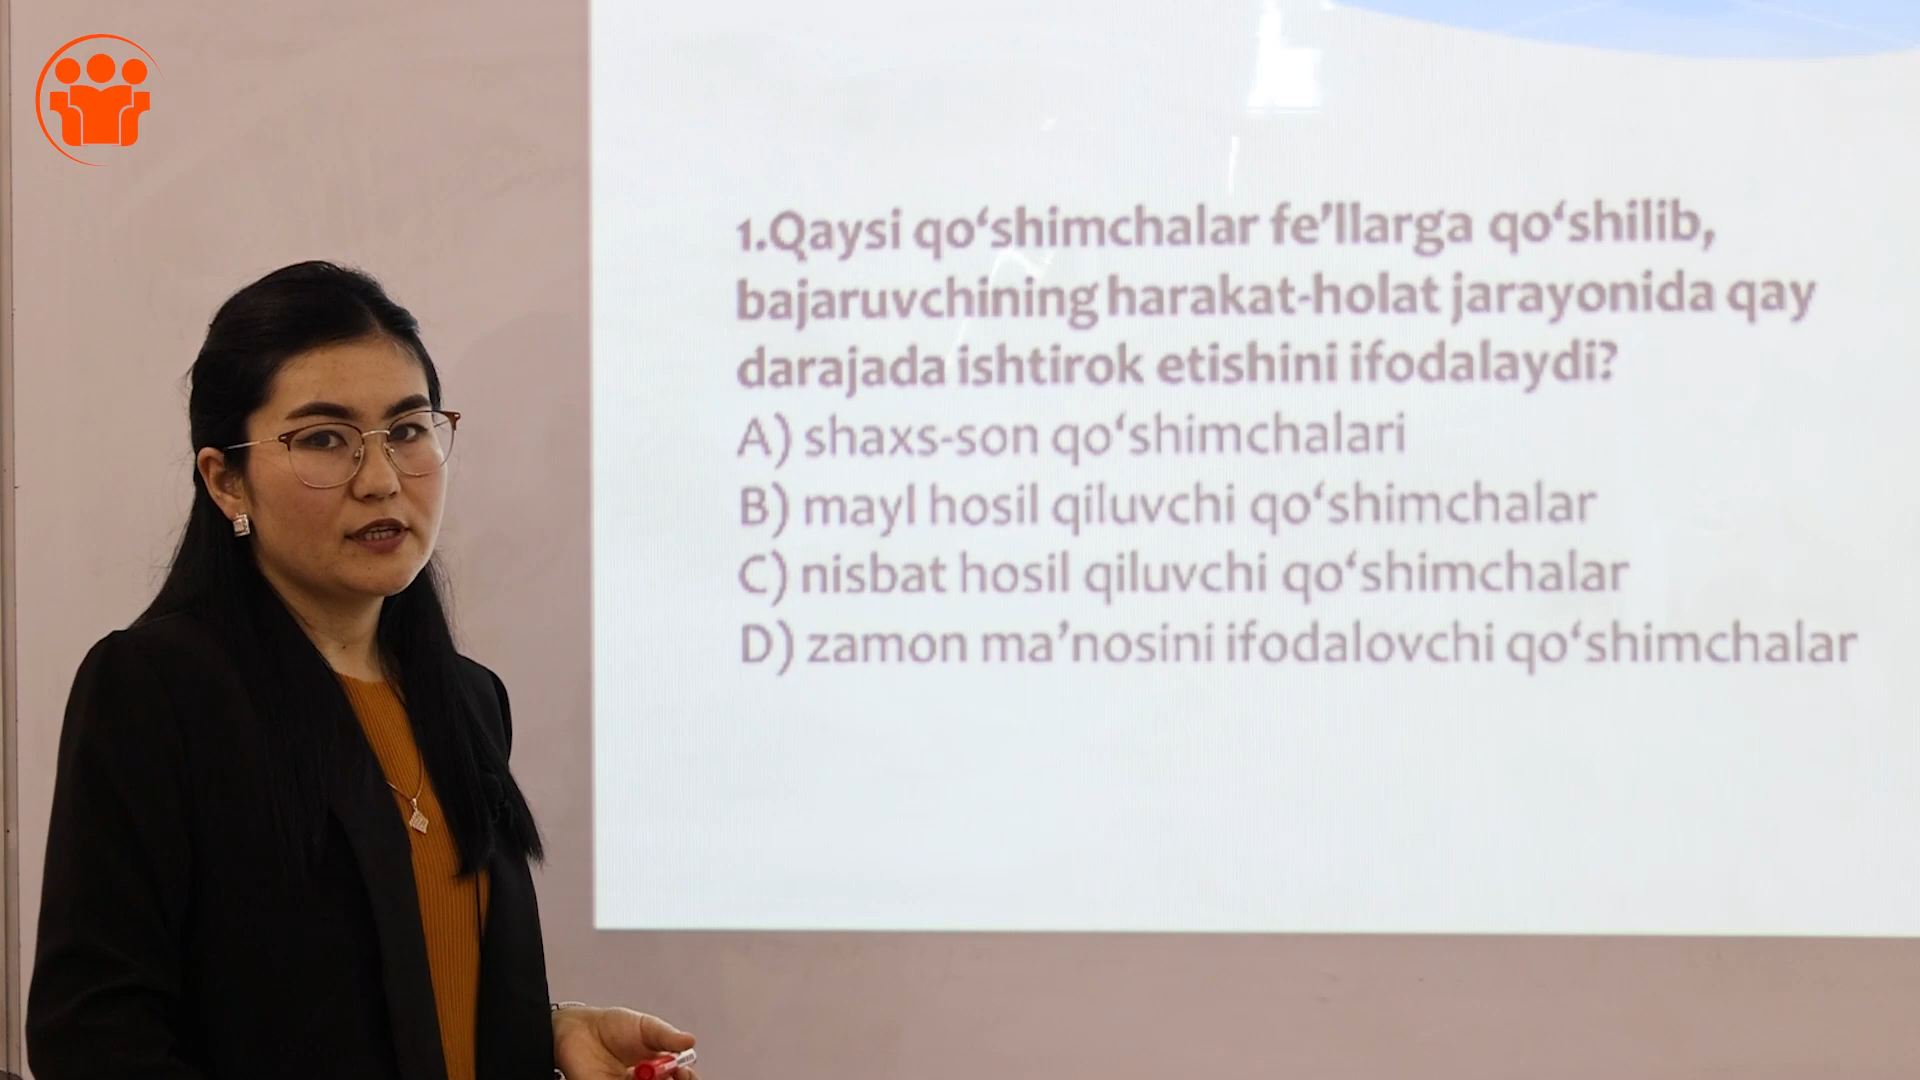 1.Qaysi qo‘shimchalar fe’llarga qo‘shilib,
bajaruvchining harakat-holat jarayonida qay
darajada ishtirok etishini ifodalaydi?
A) shaxs-son qo‘shimchalari
B) mayl hosil qiluvchi qo‘shimchalar
C) nisbat hosil qiluvchi qo‘shimchalar
D) zamon ma’nosini ifodalovchi qo‘shimchalar